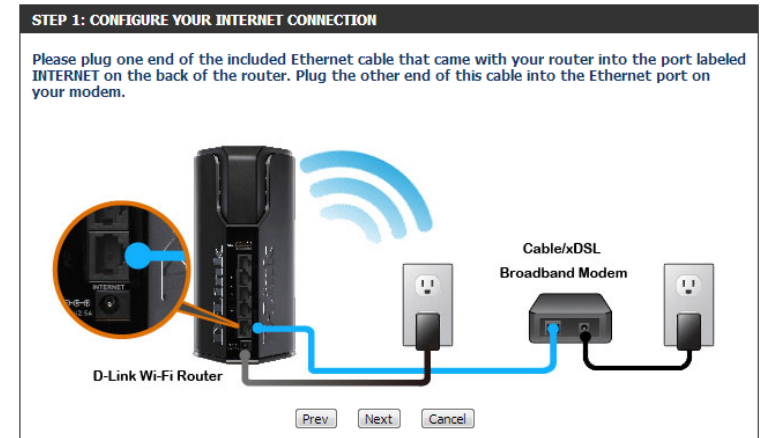 STEP 1: CONFIGURE YOUR INTERNET CONNECTION
Please plug one end of the included Ethernet cable that came with your router into the port labeled
INTERNET on the back of the router. Plug the other end of this cable into the Ethernet port on
your modem.
Cable/xDSL
Broadband Modem
INTERNET
D-Link Wi-Fi Router
Prev Next Cancel